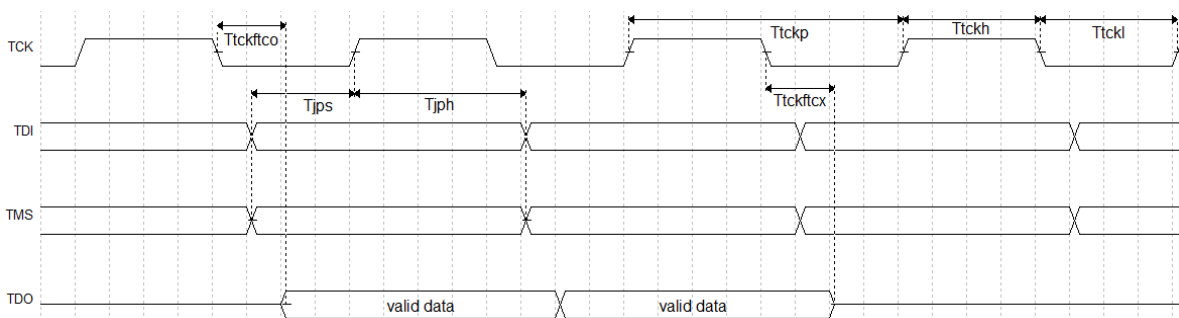 Ttckftco
Ttckp
Ttckh
Ttckl
TCK
Tjps
Tjph
Ttckftcx
TDI
TMS
TDO
valid data
valid data